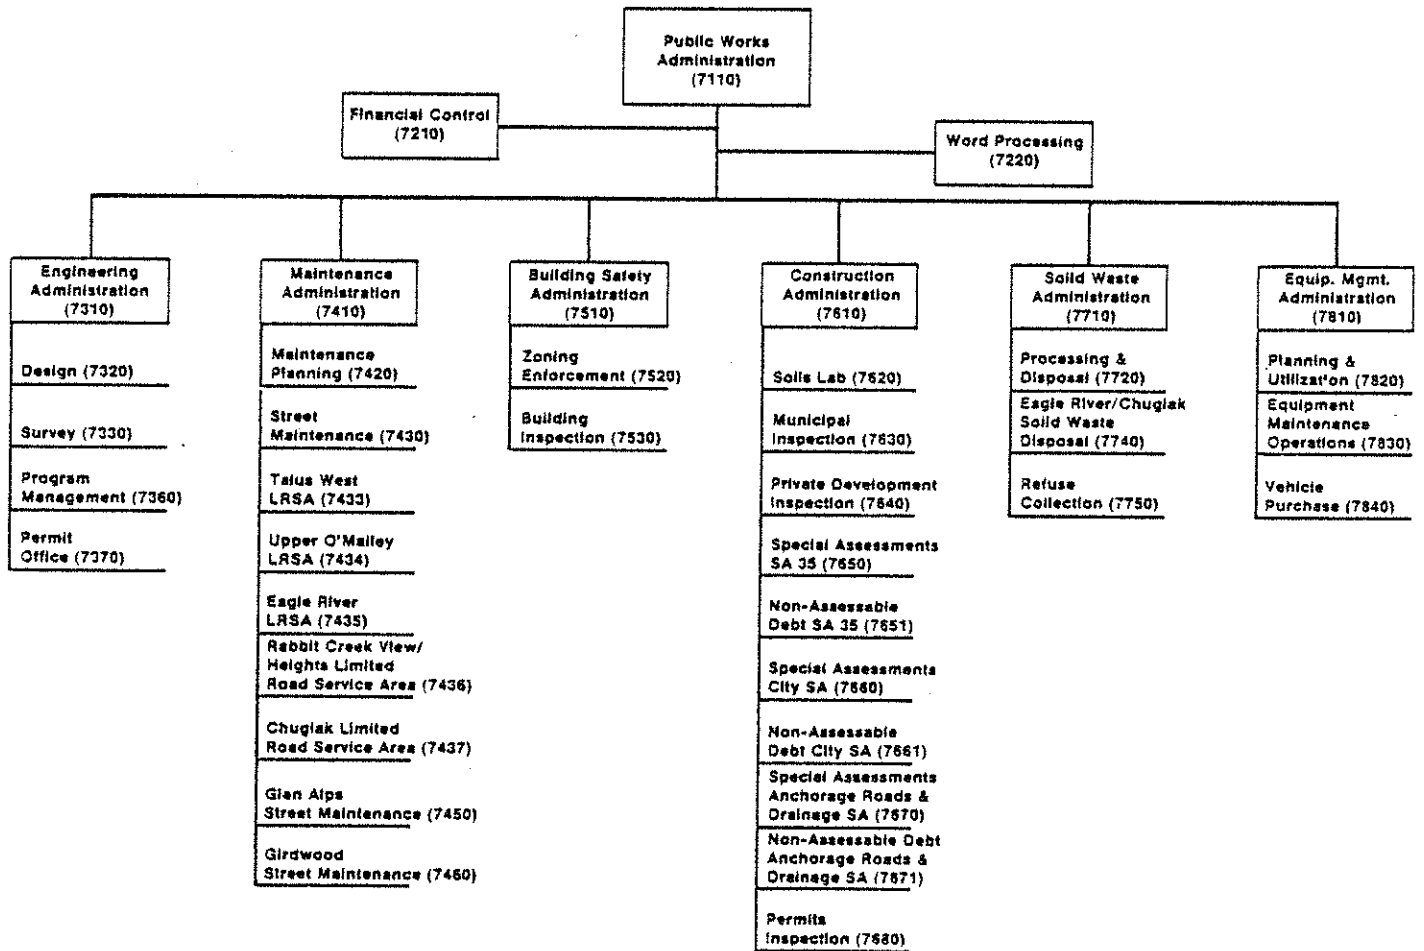 Public Works
Administration
(7110)
Financial Control
(7210)
Word Processing
(7220)
Engineering
Administration
(7310)
Design (7320)
Survey (7330)
Program
Management (7360)
Permit
Office (7370)
Maintenance
Administration
(7410)
Maintenance
Planning (7420)
Street
Maintenance (7430)
Talus West
LRSA (7433)
Upper O'Malley
LRSA (7434)
Eagle River
LRSA (7435)
Rabbit Creek View/
Heights Limited
Road Service Area (7436)
Chugiak Limited
Road Service Area (7437)
Glen Alps
Street Maintenance (7450)
Girdwood
Street Maintenance (7460)
Building Safety
Administration
(7510)
Zoning
Enforcement (7520)
Building
Inspection (7530)
Construction
Administration
(7610)
Soils Lab (7620)
Municipal
Inspection (7630)
Private Development
Inspection (7640)
Special Assessments
SA 35 (7650)
Non-Assessable
Debt SA 35 (7651)
Special Assessments
City SA (7660)
Non-Assessable
Debt City SA (7661)
Special Assessments
Anchorage Roads &
Drainage SA (7670)
Non-Assessable Debt
Anchorage Roads &
Drainage SA (7671)
Permits
Inspection (7680)
Solid Waste
Administration
(7710)
Processing &
Disposal (7720)
Eagle River/Chugiak
Solid Waste
Disposal (7740)
Refuse
Collection (7750)
Equip. Mgmt.
Administration
(7810)
Planning &
Utilizat'on (7820)
Equipment
Maintenance
Operations (7830)
Vehicle
Purchase (7840)